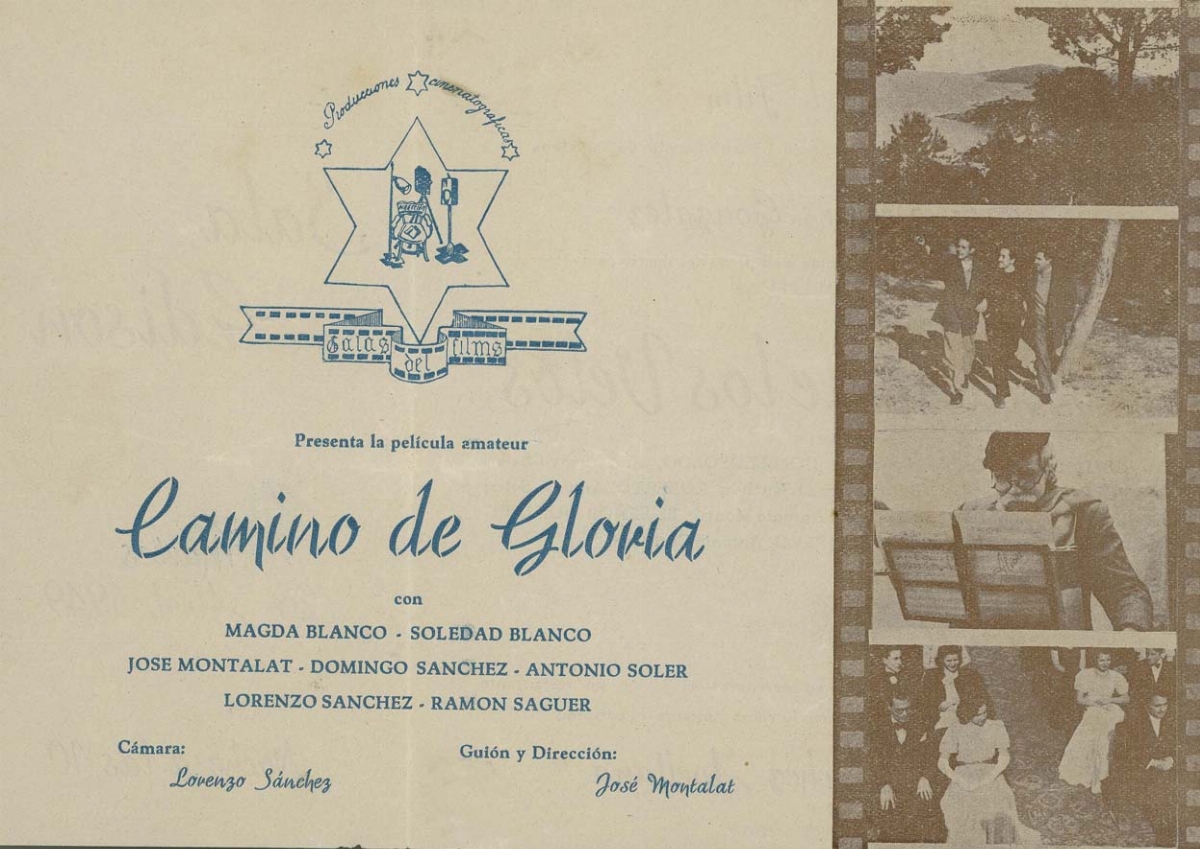 Producciones cinematograficas
Galas del films
Presenta la película amateur
Camino de Gloria
con
MAGDA BLANCO - SOLEDAD BLANCO
JOSE MONTALAT - DOMINGO SANCHEZ - ANTONIO SOLER
LORENZO SANCHEZ - RAMON SAGUER
Cámara:
Lorenzo Sánchez
Guión y Dirección:
José Montalat